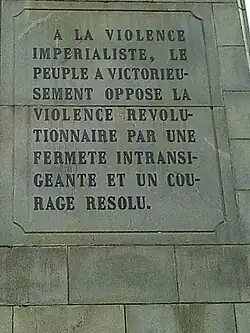 A LA VIOLENCE
IMPERIALISTE, LE
PEUPLE A VICTORIEU-
SEMENT OPPOSE LA
VIOLENCE REVOLU-
TIONNAIRE PAR UNE
FERMETE INTRANSI-
GEANTE ET UN COU-
RAGE RESOLU.